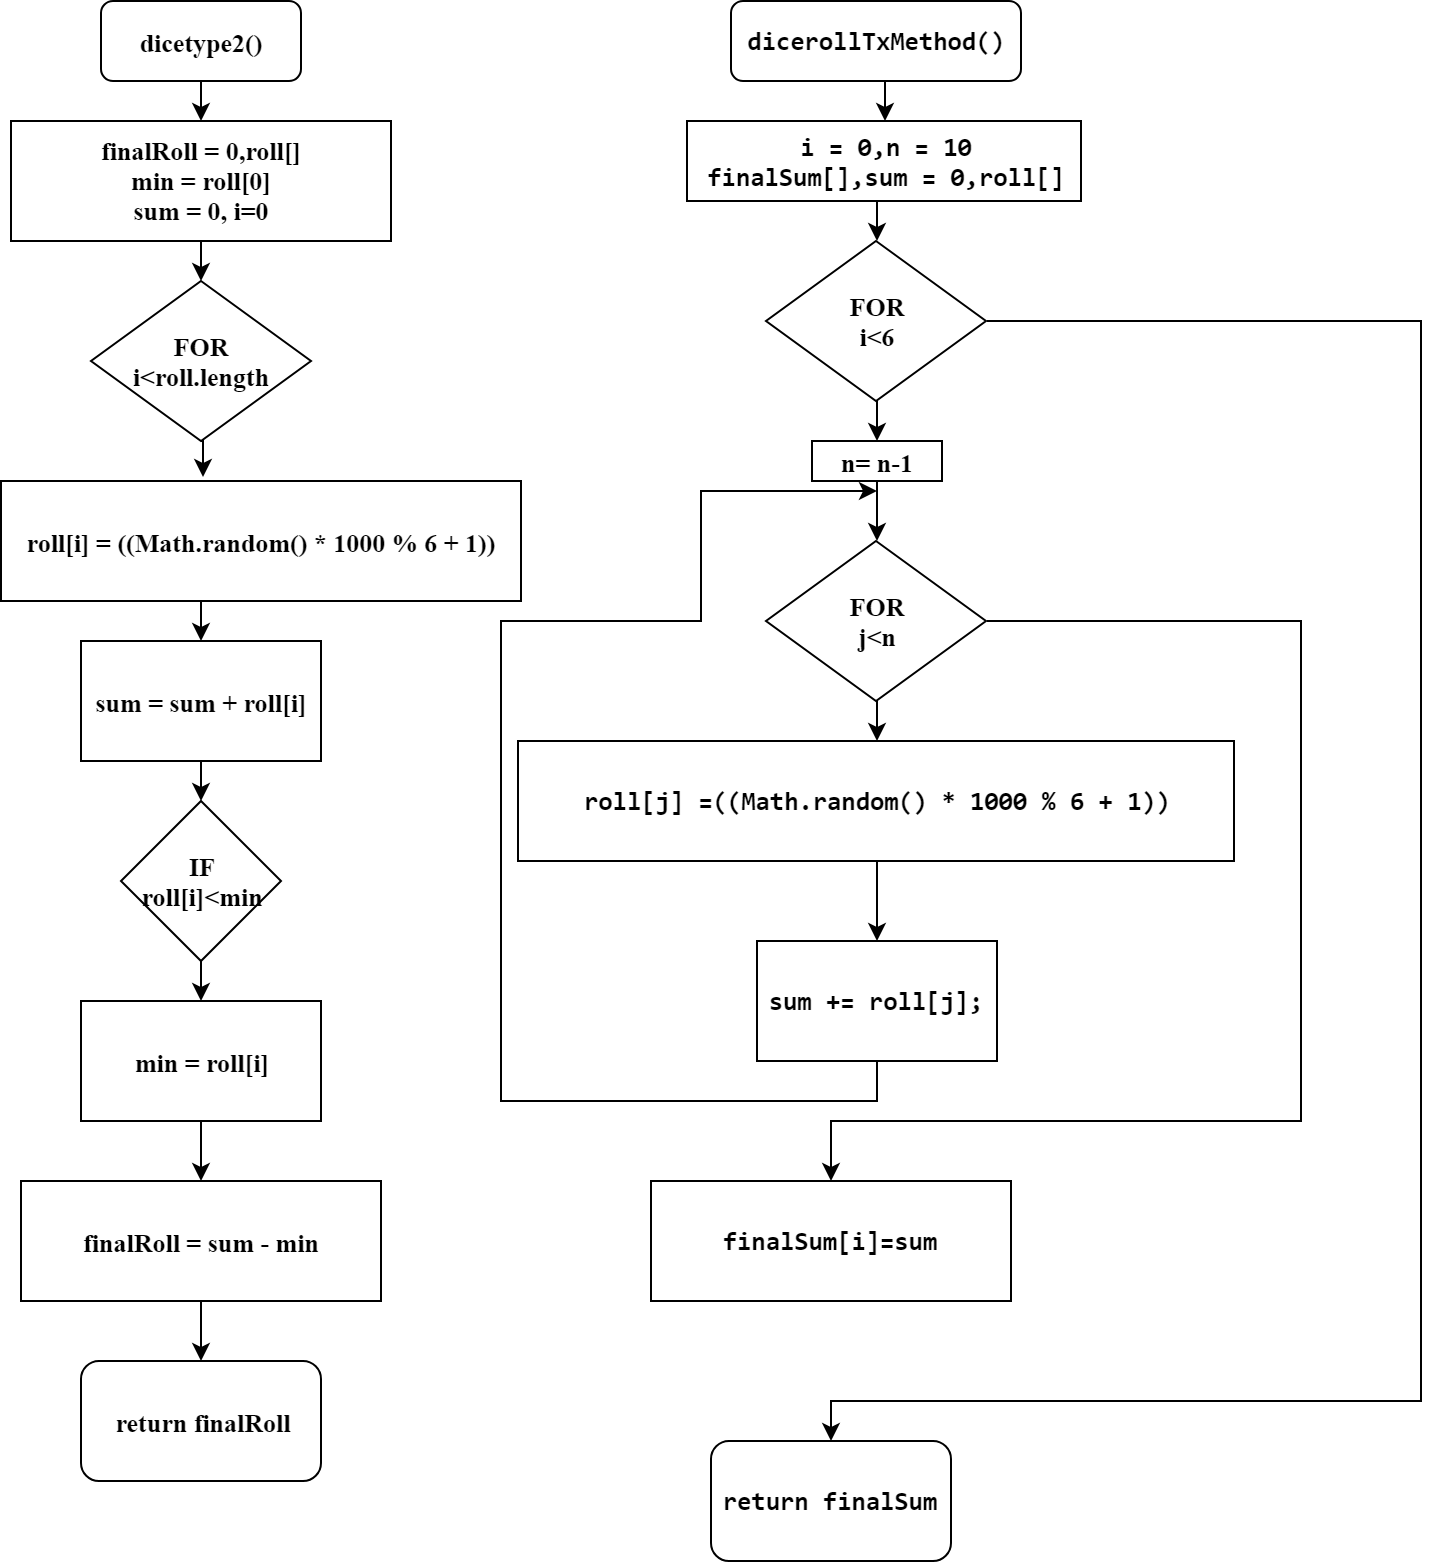 dicetype2()
finalRoll = 0,roll[]
min = roll[0]
sum = 0, i=0
FOR
i<roll.length
roll[i] = ((Math.random() * 1000 % 6 + 1))
sum = sum + roll[i]
IF
roll[i]<min
min = roll[i]
finalRoll = sum - min
return finalRoll
dicerollTxMethod()
i = 0,n = 10
finalSum[],sum = 0,roll[]
FOR
i<6
n= n-1
FOR
j<n
roll[j] =((Math.random() * 1000 % 6 + 1))
sum += roll[j];
finalSum[i]=sum
return finalSum